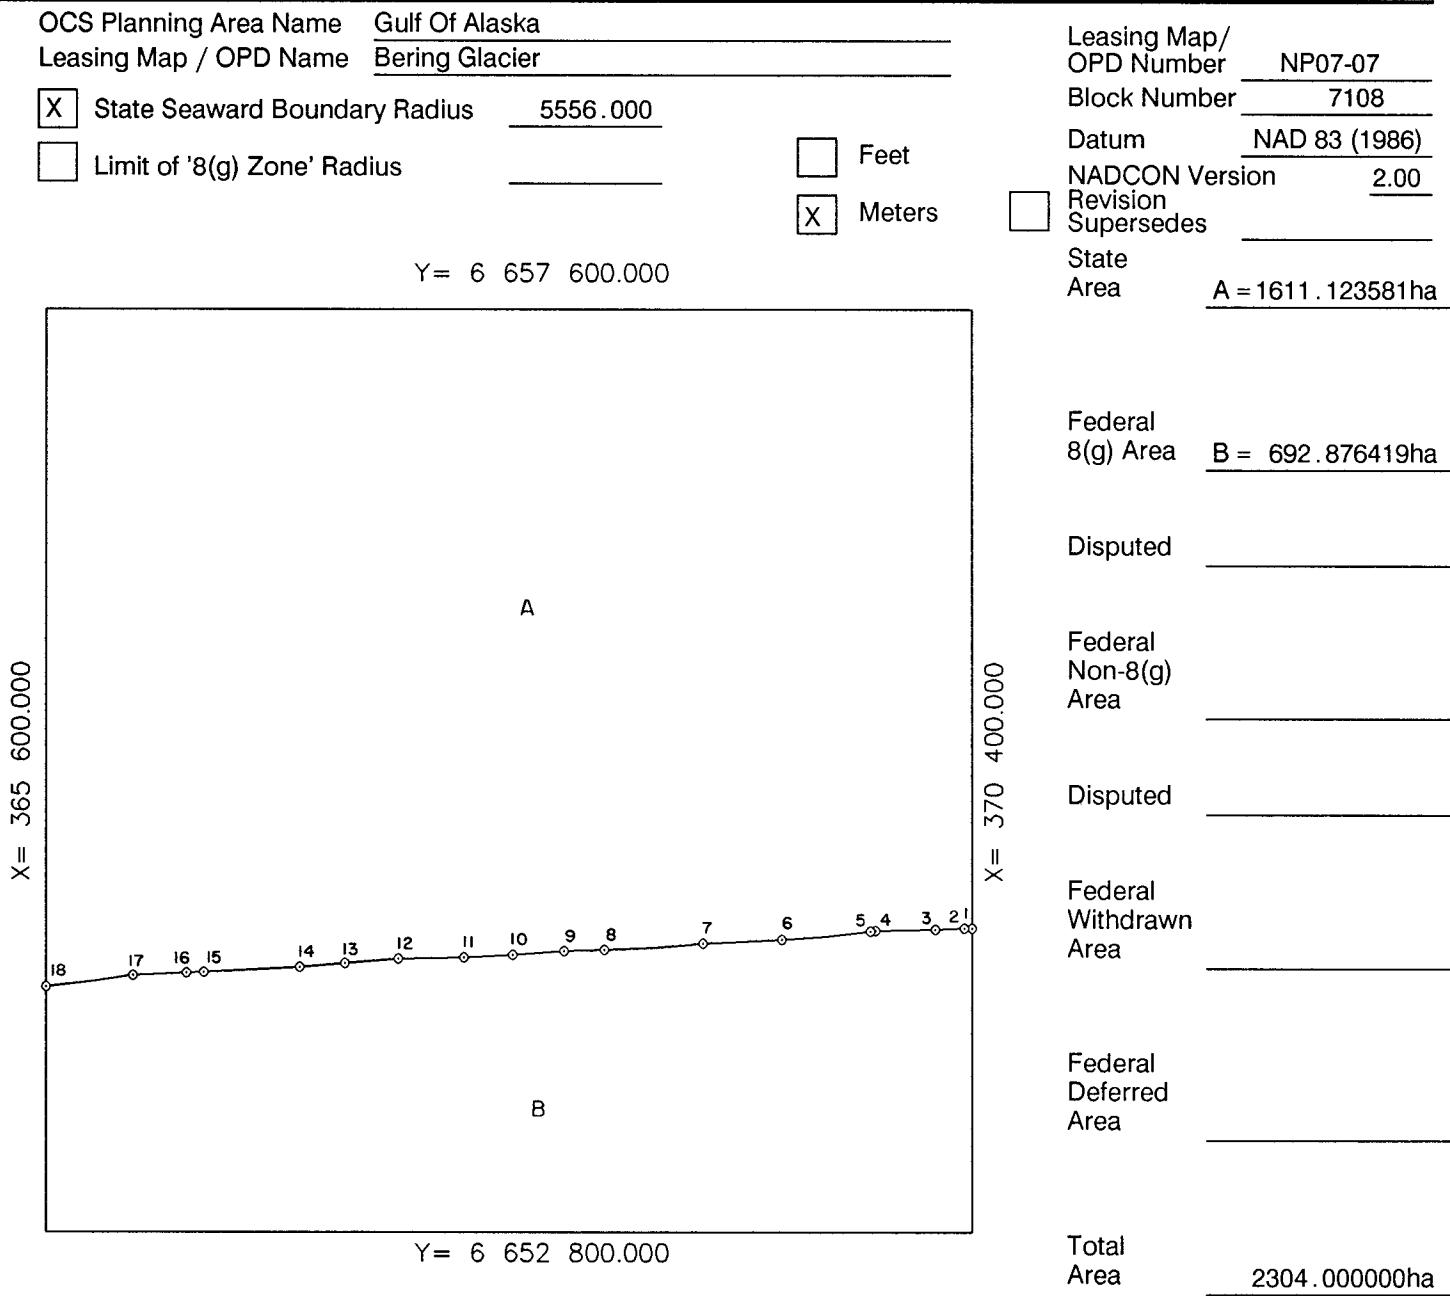 OCS Planning Area Name Gulf Of Alaska
Leasing Map / OPD Name Bering Glacier
X State Seaward Boundary Radius 5556.000
Limit of '8(g) Zone' Radius
Feet
X Meters
Leasing Map/
OPD Number NP07-07
Block Number 7108
Datum NAD 83 (1986)
NADCON Version 2.00
Revision
Supersedes
State
Area A = 1611.123581ha
Federal
8(g) Area B = 692.876419ha
Disputed
Federal
Non-8(g)
Area
Disputed
Federal
Withdrawn
Area
Federal
Deferred
Area
Total
Area 2304.000000ha
Y= 6 657 600.000
X= 365 600.000
X= 370 400.000
A
18 17 16 15 14 13 12 11 10 9 8 7 6 5 4 3 2 1
B
Y= 6 652 800.000